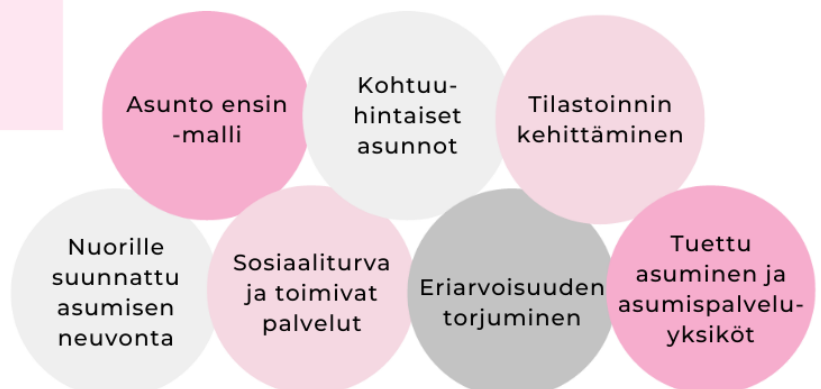 Asunto ensin
-malli
Kohtuu-
hintaiset
asunnot
Tilastoinnin
kehittäminen
Nuorille
suunnattu
asumisen
neuvonta
Sosiaaliturva
ja toimivat
palvelut
Eriarvoisuuden
torjuminen
Tuettu
asuminen ja
asumispalvelu-
yksiköt